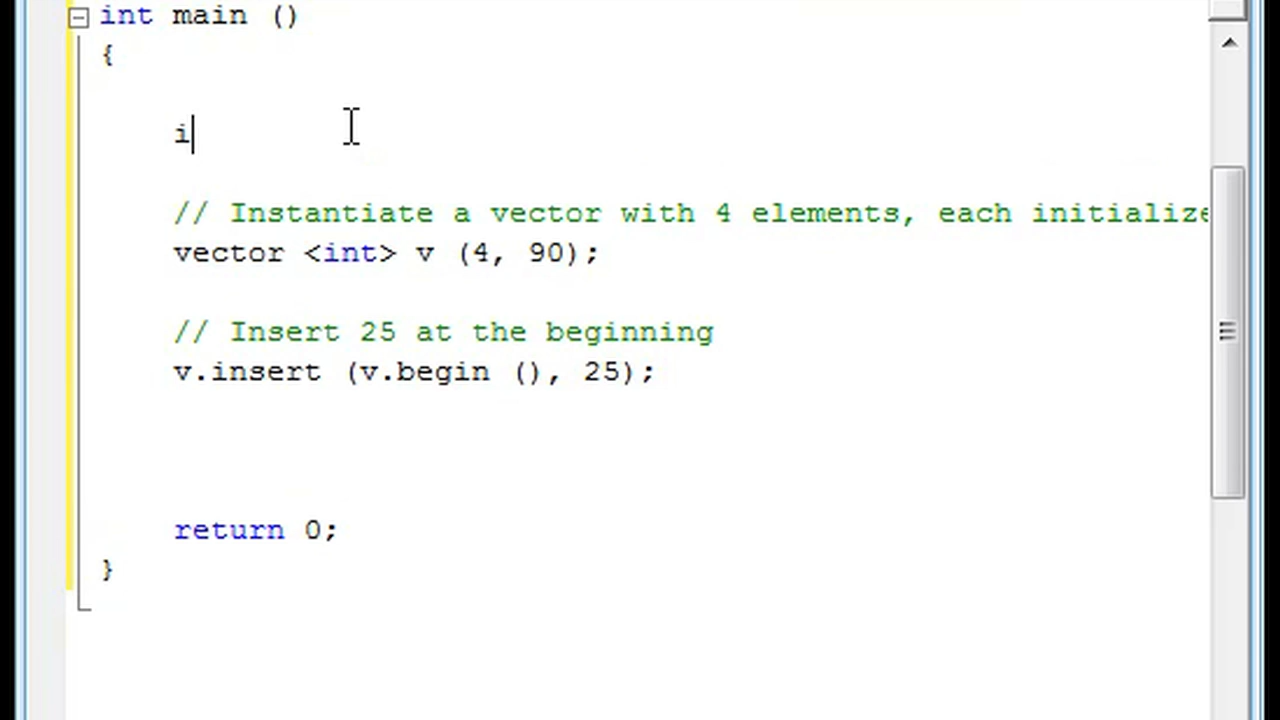 int main ()
{
i
// Instantiate a vector with 4 elements, each initialize
vector <int> v (4, 90);
// Insert 25 at the beginning
v.insert (v.begin (), 25);
return 0;
}